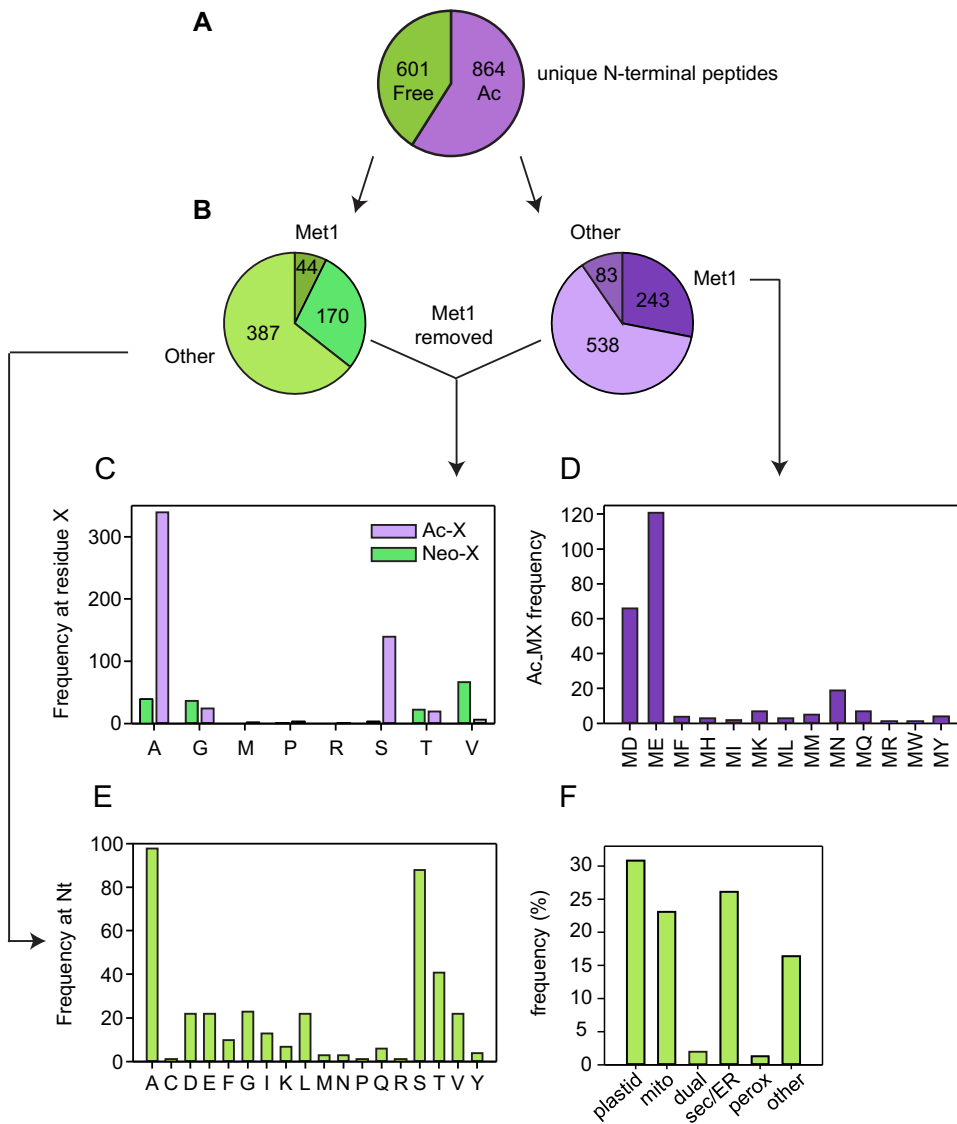 A
601
Free
864
Ac
unique N-terminal peptides
B
Met1
44
170
387
Other
Met1
removed
Other
83
243
538
Met1
C
Frequency at residue X
300
200
100
0
Ac-X
Neo-X
A G M P R S T V
D
Ac_MX frequency
120
100
80
60
40
20
0
MD ME MF MH MI MK ML MM MN MQ MR MW MY
E
Frequency at Nt
100
80
60
40
20
0
A C D E F G I K L M N P Q R S T V Y
F
frequency (%)
30
25
20
15
10
5
0
plastid mito dual sec/ER perox other